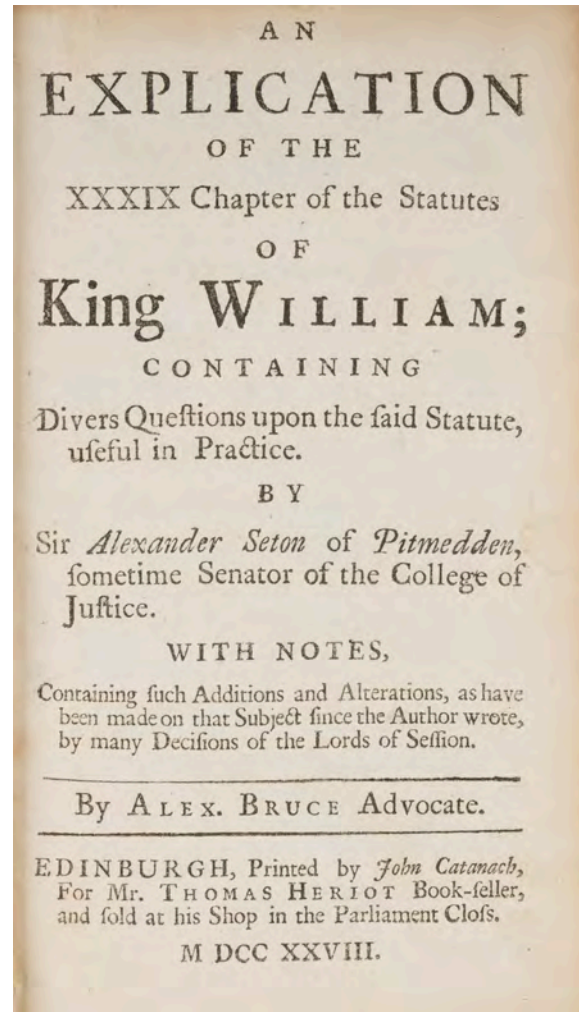 AN
EXPLICATION
OF THE
XXXIX Chapter of the Statutes
OF
King WILLIAM;
CONTAINING
Divers Queſtions upon the ſaid Statute,
uſeful in Practice.
BY
Sir Alexander Seton of Pitmedden,
ſometime Senator of the College of
Juſtice.
WITH NOTES,
Containing ſuch Additions and Alterations, as have
been made on that Subject ſince the Author wrote,
by many Deciſions of the Lords of Seſſion.
By ALEX. BRUCE Advocate.
EDINBURGH, Printed by John Catanach,
For Mr. THOMAS HERIOT Book-ſeller,
and ſold at his Shop in the Parliament Cloſs.
M DCC XXVIII.